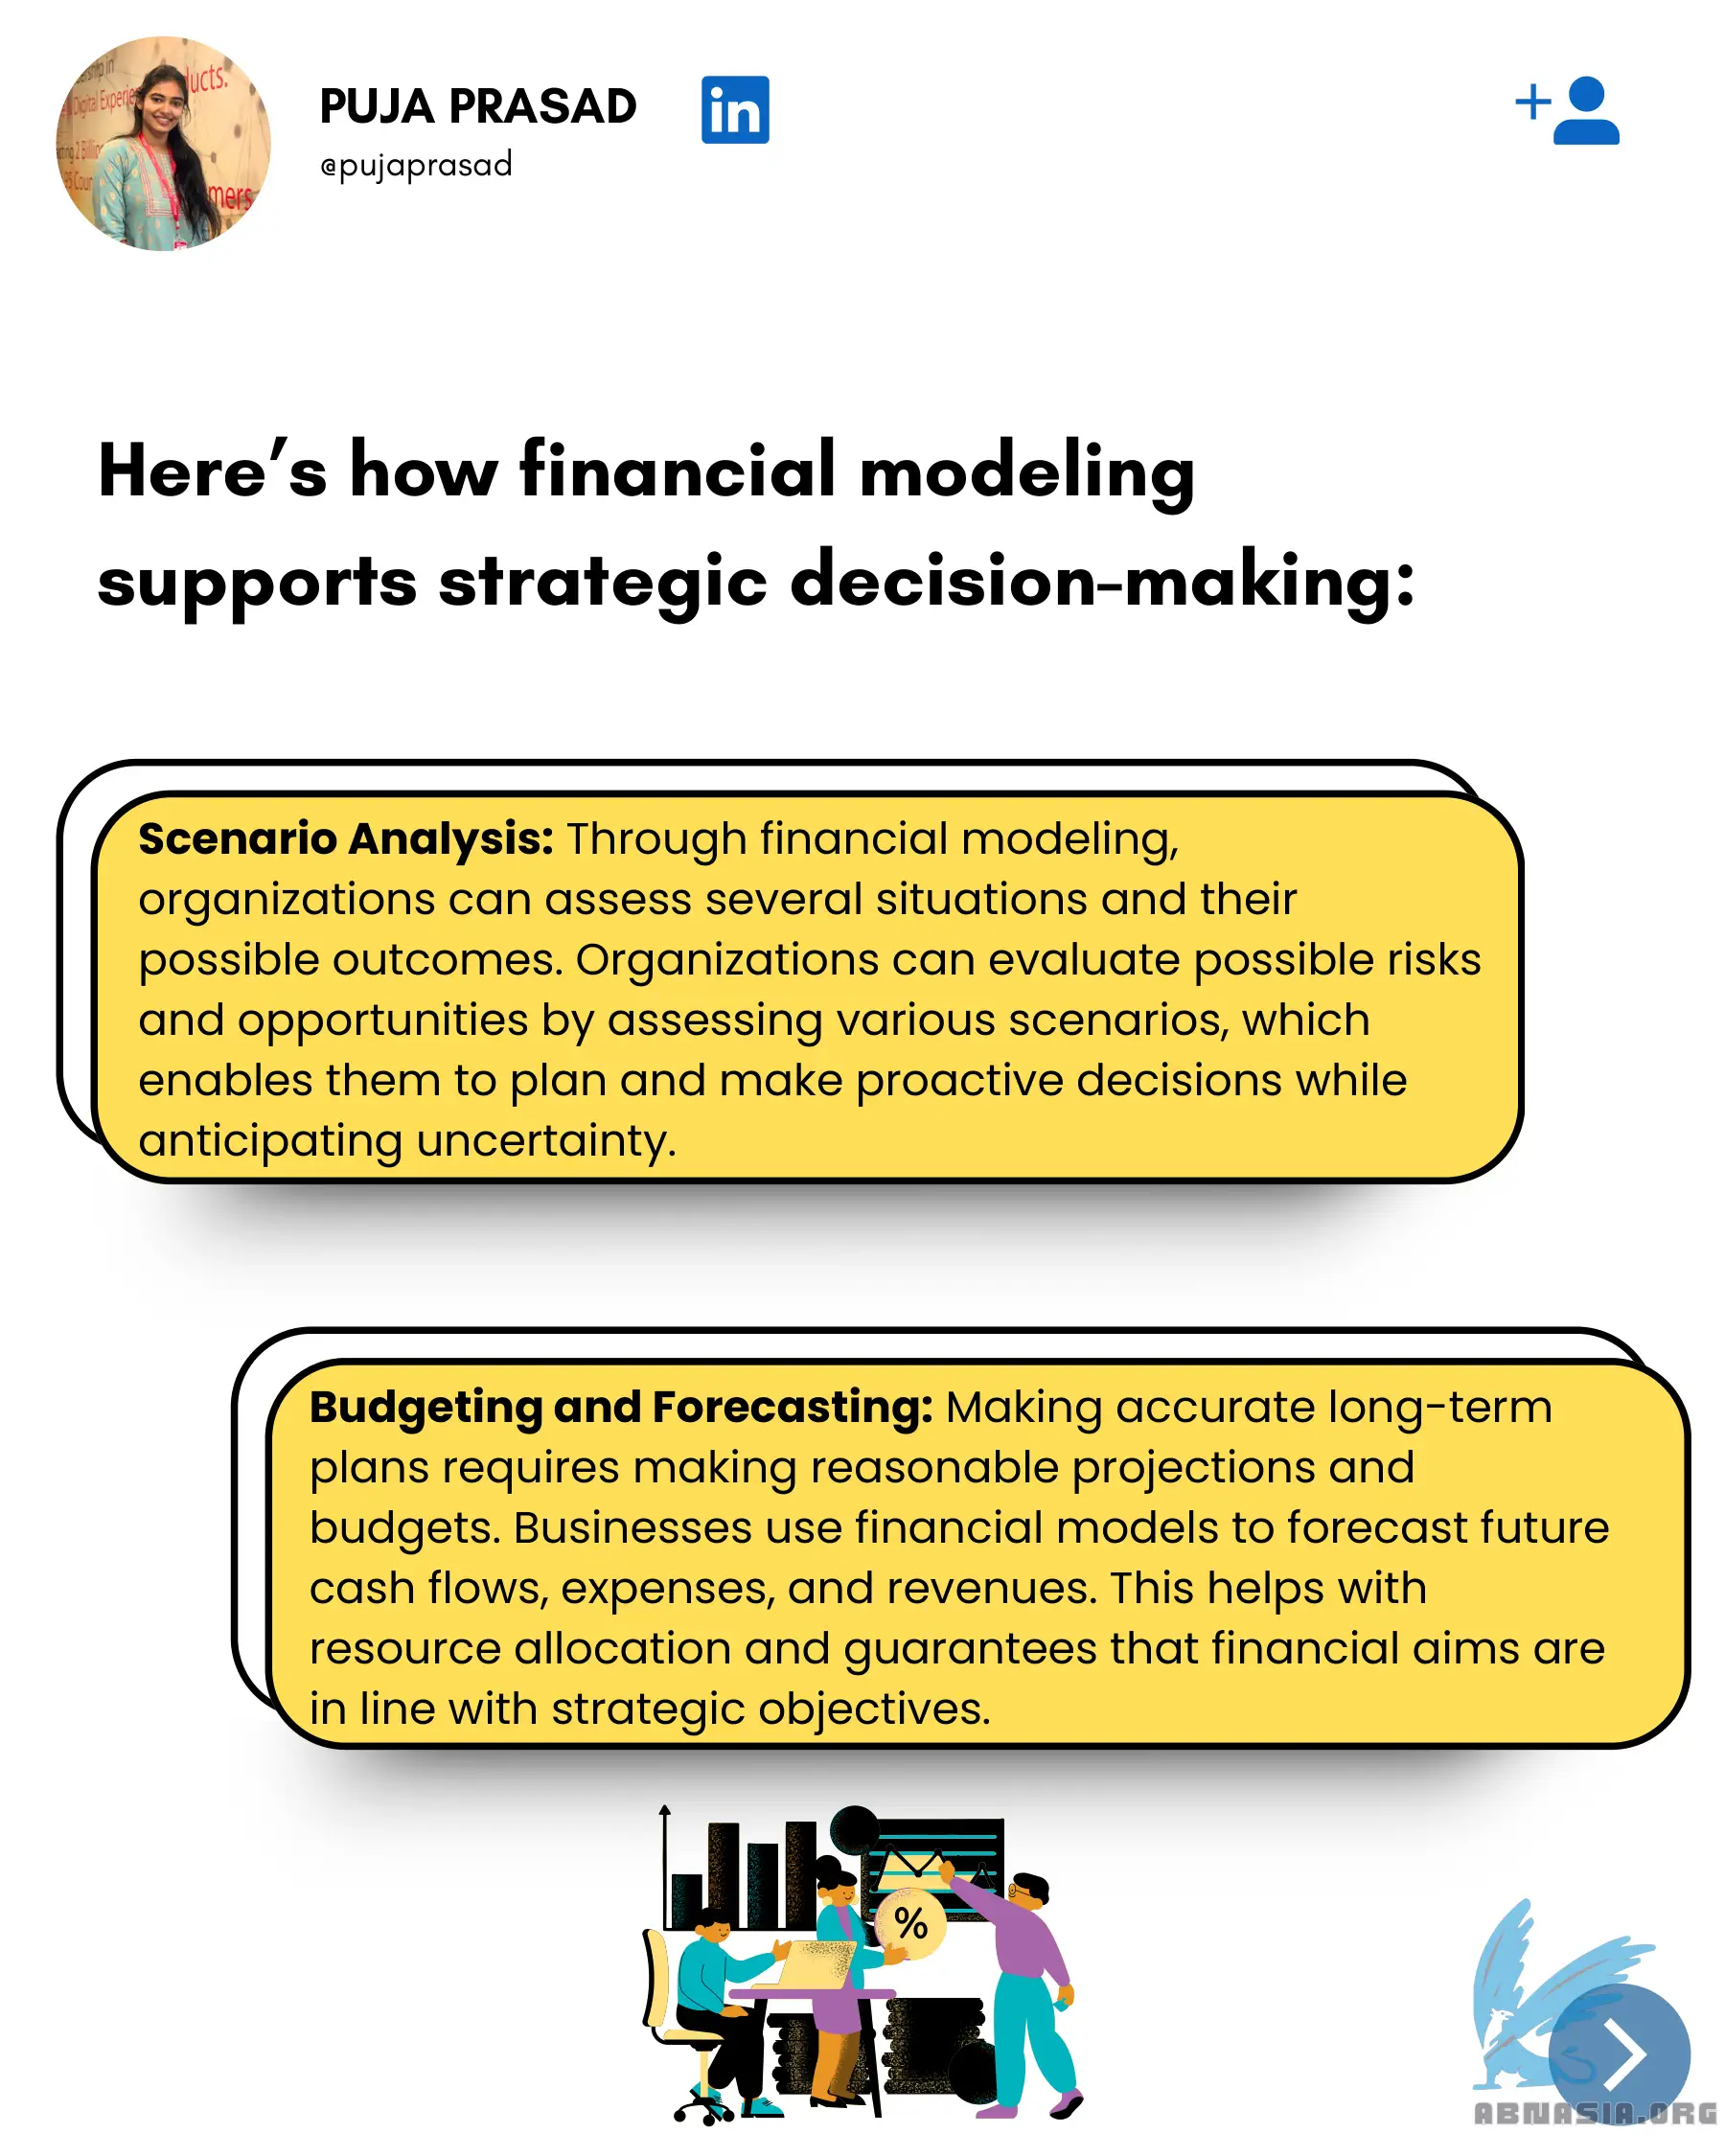 PUJA PRASAD
in
@pujaprasad
Here's how financial modeling
supports strategic decision-making:
Scenario Analysis: Through financial modeling,
organizations can assess several situations and their
possible outcomes. Organizations can evaluate possible risks
and opportunities by assessing various scenarios, which
enables them to plan and make proactive decisions while
anticipating uncertainty.
Budgeting and Forecasting: Making accurate long-term
plans requires making reasonable projections and
budgets. Businesses use financial models to forecast future
cash flows, expenses, and revenues. This helps with
resource allocation and guarantees that financial aims are
in line with strategic objectives.
%
ABNASIA.ORG